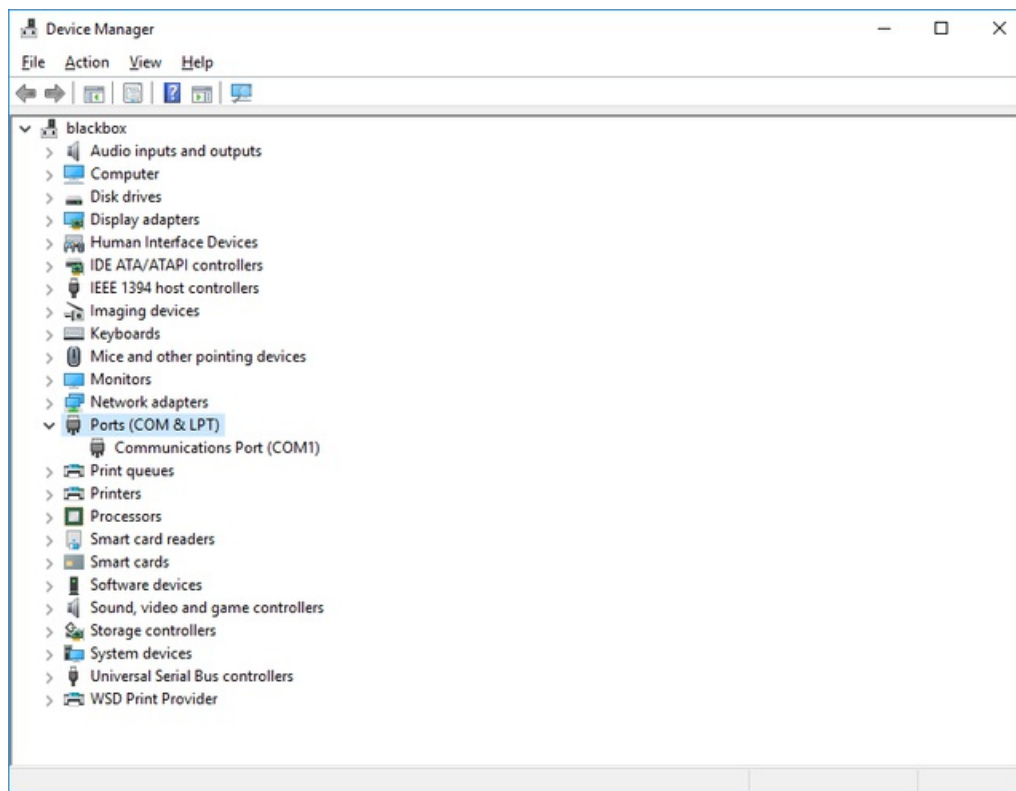 Device Manager
File Action View Help
blackbox
Audio inputs and outputs
Computer
Disk drives
Display adapters
Human Interface Devices
IDE ATA/ATAPI controllers
IEEE 1394 host controllers
Imaging devices
Keyboards
Mice and other pointing devices
Monitors
Network adapters
Ports (COM & LPT)
Communications Port (COM1)
Print queues
Printers
Processors
Smart card readers
Smart cards
Software devices
Sound, video and game controllers
Storage controllers
System devices
Universal Serial Bus controllers
WSD Print Provider